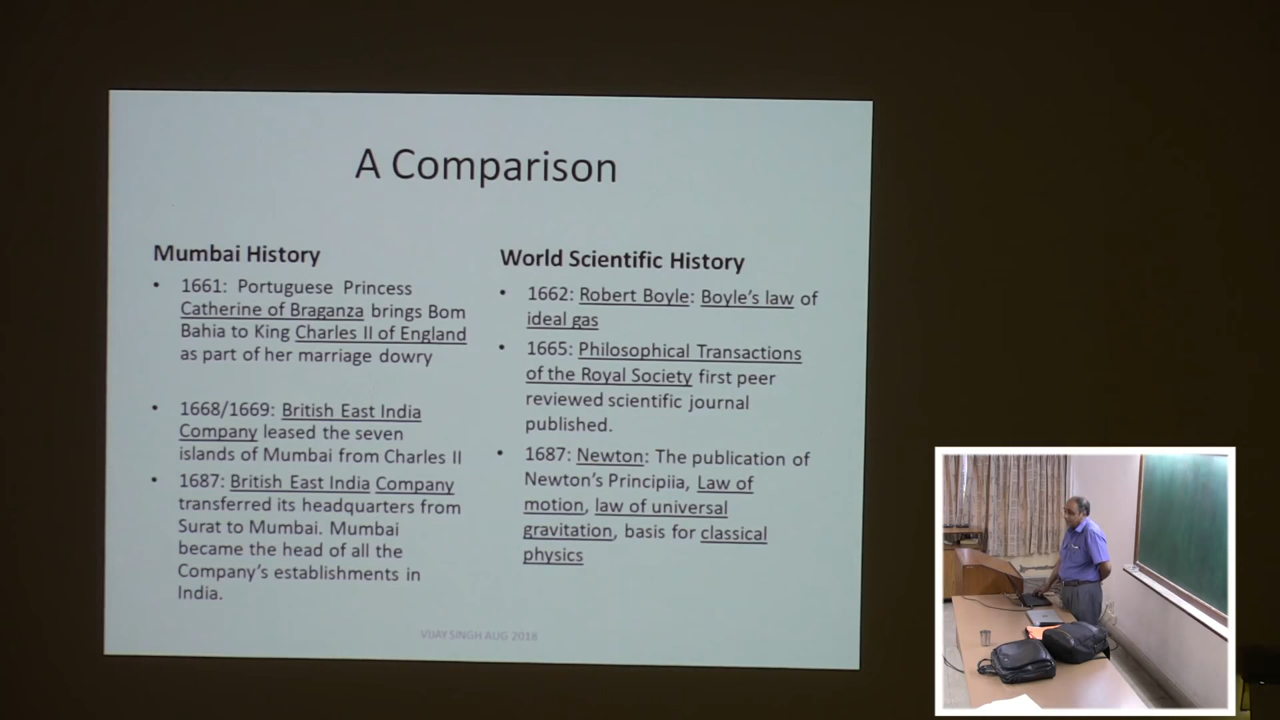 A Comparison
Mumbai History
• 1661: Portuguese Princess
Catherine of Braganza brings Bom
Bahia to King Charles II of England
as part of her marriage dowry
• 1668/1669: British East India
Company leased the seven
islands of Mumbai from Charles II
• 1687: British East India Company
transferred its headquarters from
Surat to Mumbai. Mumbai
became the head of all the
Company's establishments in
India.
World Scientific History
• 1662: Robert Boyle: Boyle's law of
ideal gas
• 1665: Philosophical Transactions
of the Royal Society first peer
reviewed scientific journal
published.
• 1687: Newton: The publication of
Newton's Principiia, Law of
motion, law of universal
gravitation, basis for classical
physics
VIJAY SINGH AUG 2018